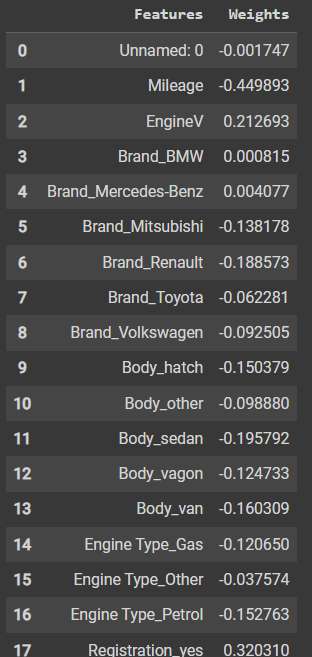 Features Weights
0 Unnamed: 0 -0.001747
1 Mileage -0.449893
2 EngineV 0.212693
3 Brand_BMW 0.000815
4 Brand_Mercedes-Benz 0.004077
5 Brand_Mitsubishi -0.138178
6 Brand_Renault -0.188573
7 Brand_Toyota -0.062281
8 Brand_Volkswagen -0.092505
9 Body_hatch -0.150379
10 Body_other -0.098880
11 Body_sedan -0.195792
12 Body_vagon -0.124733
13 Body_van -0.160309
14 Engine Type_Gas -0.120650
15 Engine Type_Other -0.037574
16 Engine Type_Petrol -0.152763
17 Registration_yes 0.320310